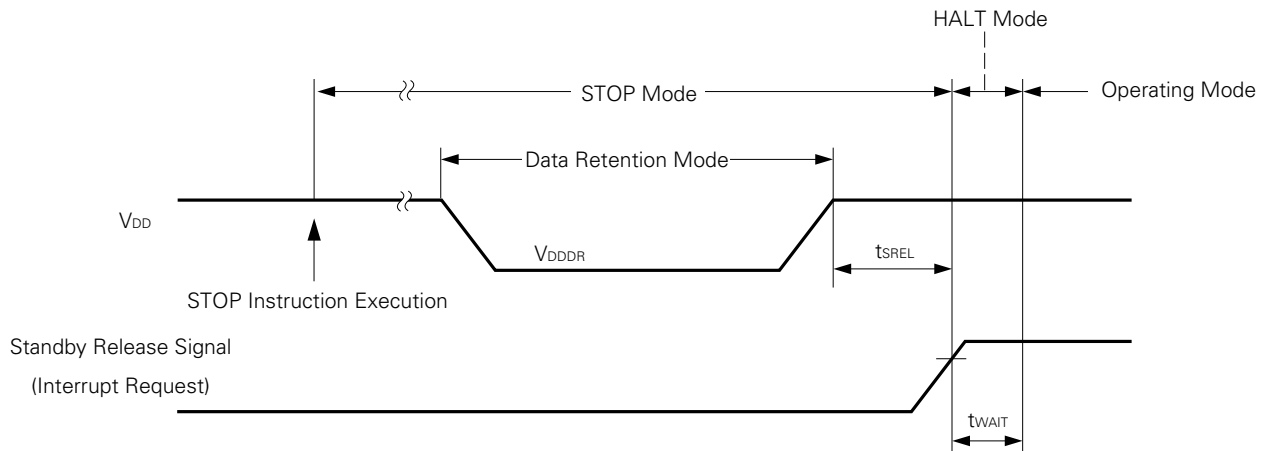 HALT Mode
STOP Mode
Operating Mode
Data Retention Mode
VDD
VDDDR
tSREL
STOP Instruction Execution
Standby Release Signal
(Interrupt Request)
tWAIT